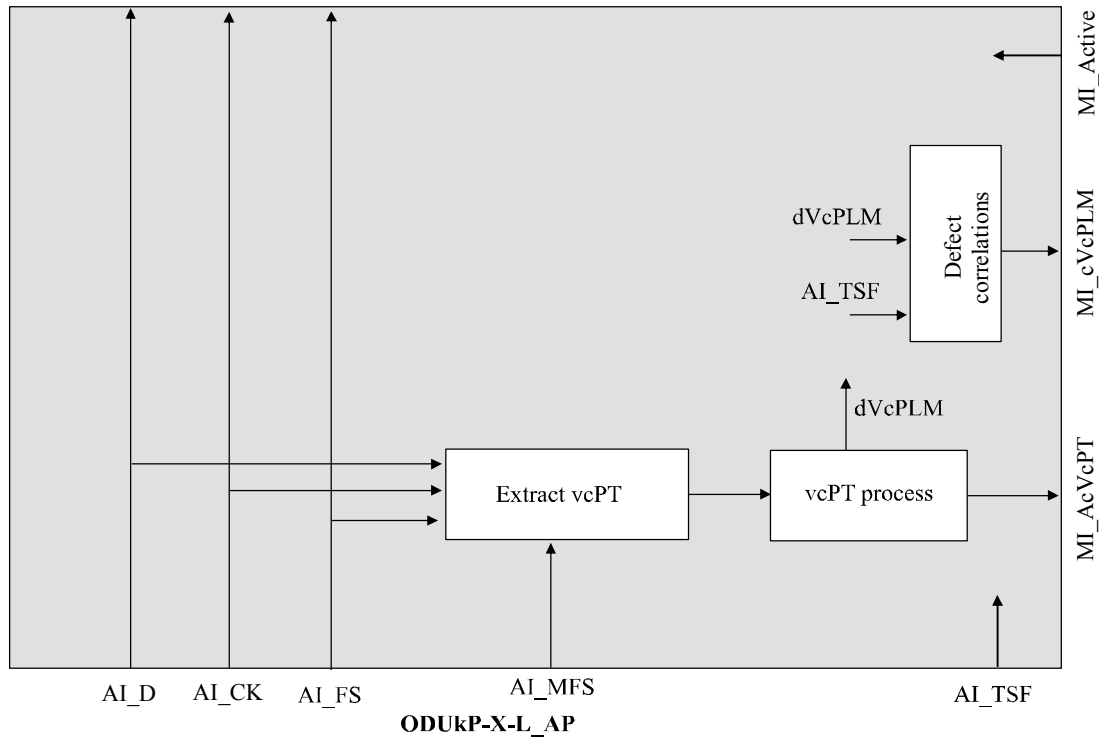 MI_Active
dVcPLM
AI_TSF
Defect
correlations
MI_cVcPLM
dVcPLM
Extract vcPT
vcPT process
MI_AcVcPT
AI_D
AI_CK
AI_FS
AI_MFS
AI_TSF
ODUkP-X-L_AP